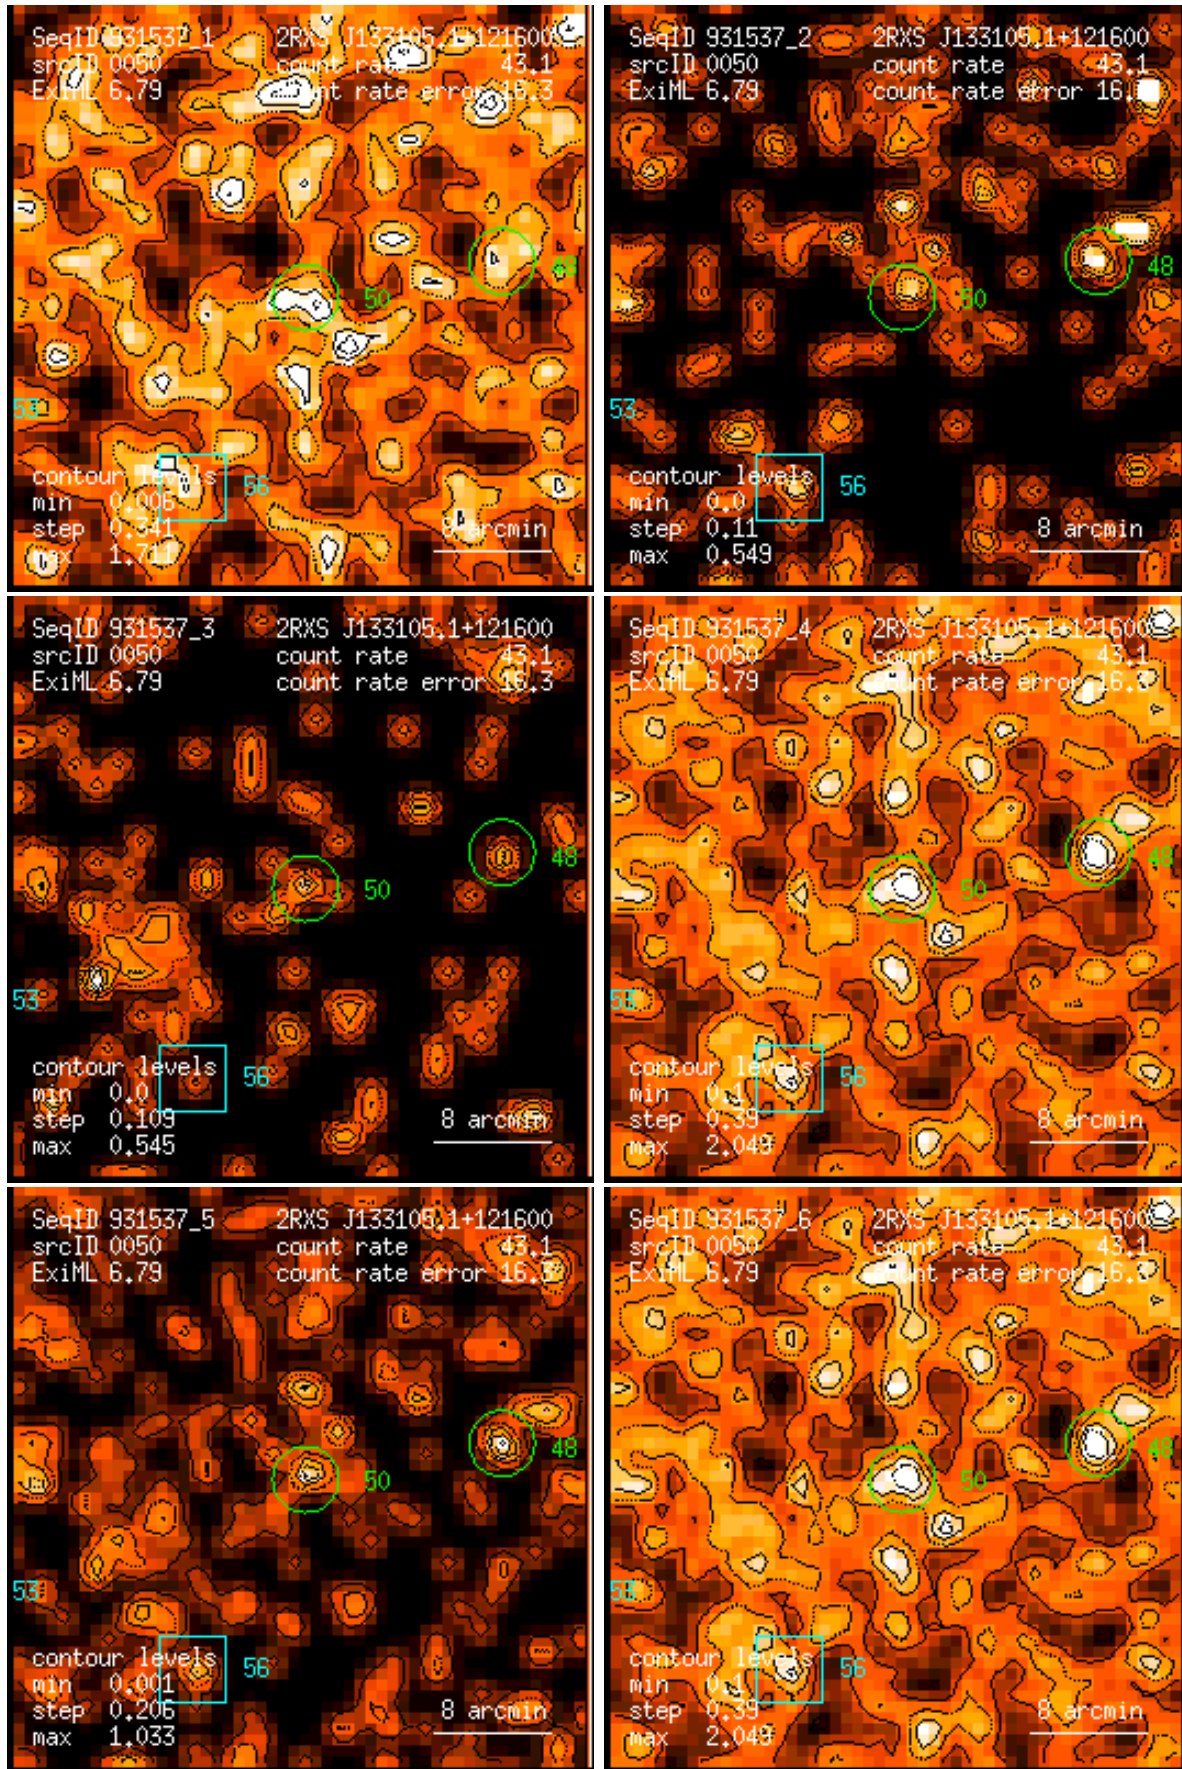 SeqID 931537_1 2RXS J133105.1+121600
srcID 0050 count rate 43.1
ExiML 6.79 count rate error 16.3
48
50
53
56
contour levels
min 0.006
step 0.341 8 arcmin
max 1.711
SeqID 931537_2 2RXS J133105.1+121600
srcID 0050 count rate 43.1
ExiML 6.79 count rate error 16.3
48
50
53
56
contour levels
min 0.0
step 0.11 8 arcmin
max 0.549
SeqID 931537_3 2RXS J133105.1+121600
srcID 0050 count rate 43.1
ExiML 6.79 count rate error 16.3
48
50
53
56
contour levels
min 0.0
step 0.109 8 arcmin
max 0.545
SeqID 931537_4 2RXS J133105.1+121600
srcID 0050 count rate 43.1
ExiML 6.79 count rate error 16.3
48
50
53
56
contour levels
min 0.1
step 0.39 8 arcmin
max 2.049
SeqID 931537_5 2RXS J133105.1+121600
srcID 0050 count rate 43.1
ExiML 6.79 count rate error 16.3
48
50
53
56
contour levels
min 0.001
step 0.206 8 arcmin
max 1.033
SeqID 931537_6 2RXS J133105.1+121600
srcID 0050 count rate 43.1
ExiML 6.79 count rate error 16.3
48
50
53
56
contour levels
min 0.1
step 0.39 8 arcmin
max 2.049